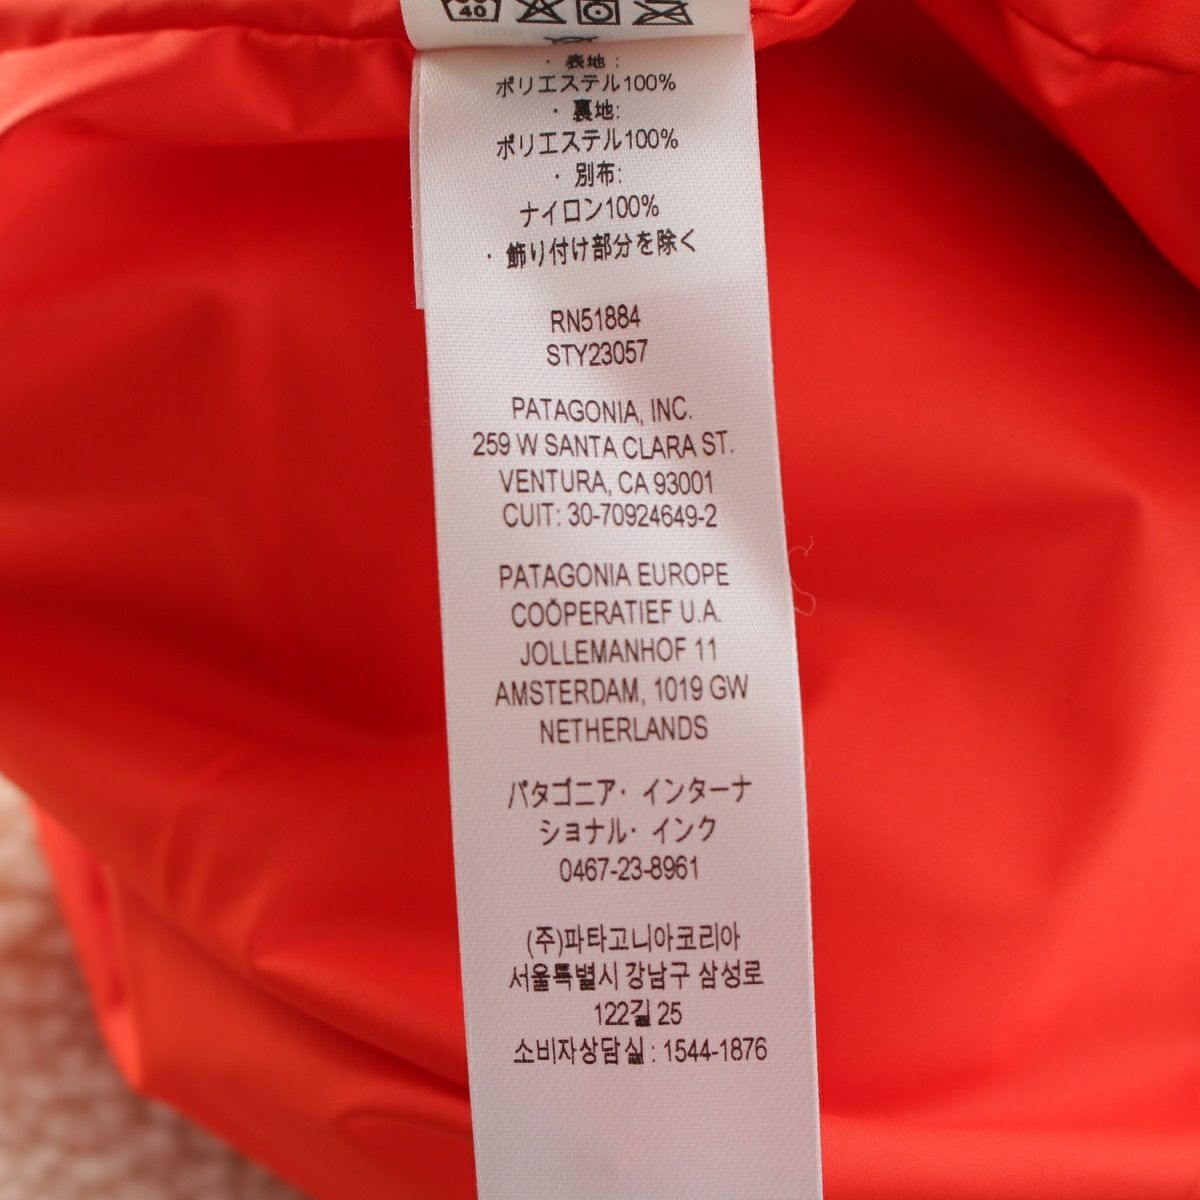 40
・表地：
ポリエステル100%
・裏地:
ポリエステル100%
・別布:
ナイロン100%
・飾り付け部分を除く
RN51884
STY23057
PATAGONIA, INC.
259 W SANTA CLARA ST.
VENTURA, CA 93001
CUIT: 30-70924649-2
PATAGONIA EUROPE
COÖPERATIEF U.A.
JOLLEMANHOF 11
AMSTERDAM, 1019 GW
NETHERLANDS
パタゴニア・インターナ
ショナル・インク
0467-23-8961
(주)파타고니아코리아
서울특별시 강남구 삼성로
122길 25
소비자상담실 : 1544-1876